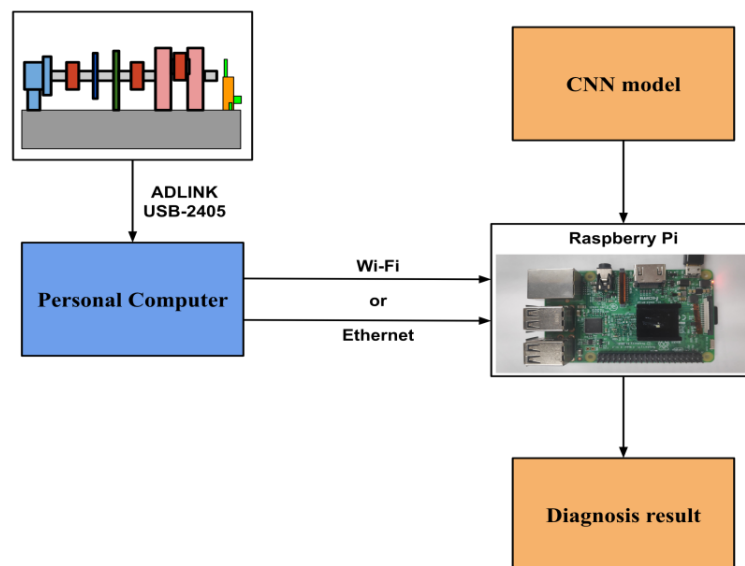 CNN model
ADLINK
USB-2405
Raspberry Pi
Personal Computer
Wi-Fi
or
Ethernet
Diagnosis result